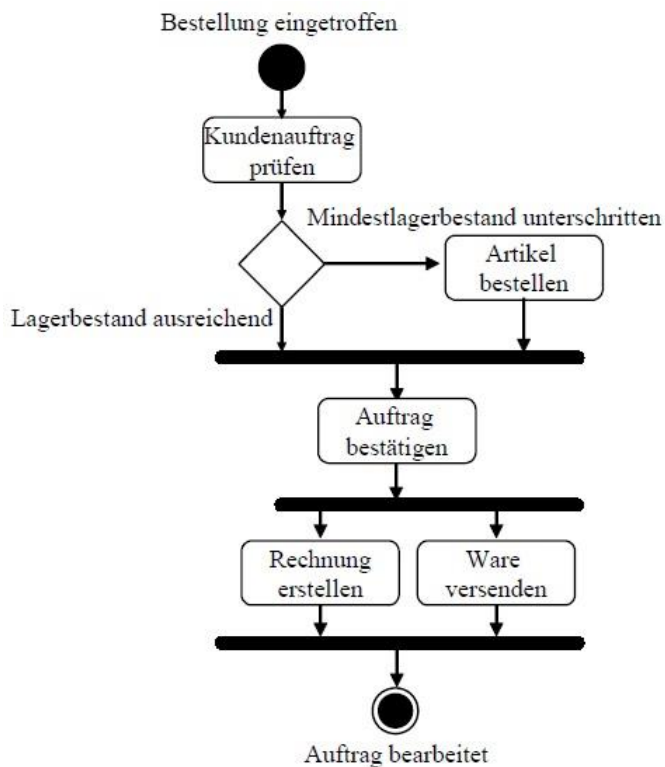 Bestellung eingetroffen
Kundenauftrag
prüfen
Mindestlagerbestand unterschritten
Artikel
bestellen
Lagerbestand ausreichend
Auftrag
bestätigen
Rechnung
erstellen
Ware
versenden
Auftrag bearbeitet